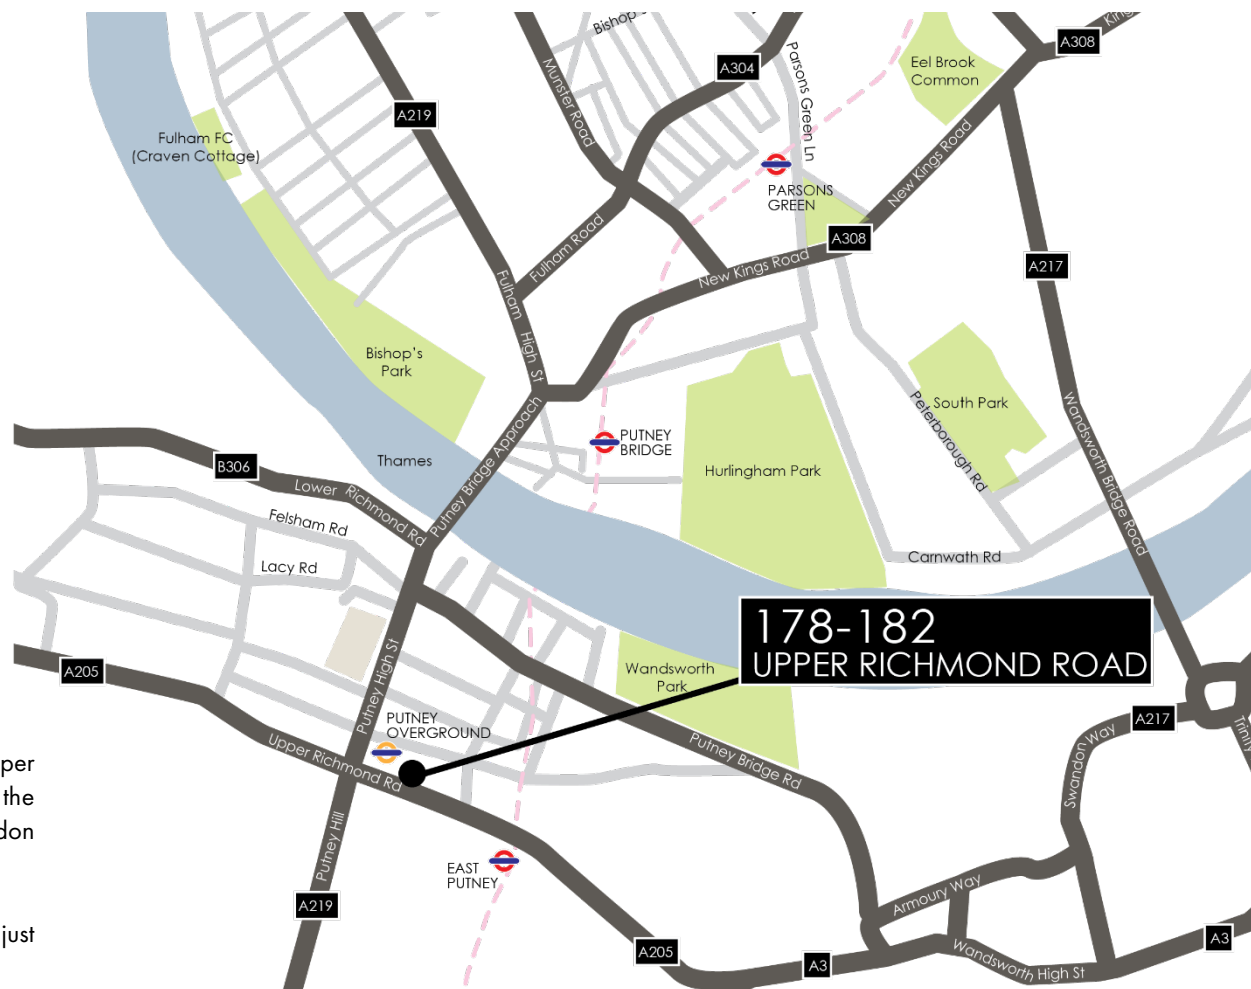 Bishop's
King
A308
A304
Eel Brook
Common
A219
Munster Road
Parsons Green Ln
Fulham FC
(Craven Cottage)
PARSONS
GREEN
New Kings Road
A308
Fulham Road
New Kings Road
A217
Fulham High St
Bishop's
Park
South Park
Peterborough Rd
Wandsworth Bridge Road
PUTNEY
BRIDGE
Putney Bridge Approach
Thames
B306
Hurlingham Park
Lower Richmond Rd
Felsham Rd
Lacy Rd
Carnwath Rd
178-182
UPPER RICHMOND ROAD
A205
Putney High St
Wandsworth
Park
PUTNEY
OVERGROUND
A217
Trinity
Swandon Way
Upper Richmond Rd
Putney Bridge Rd
per
the
don
Putney Hill
EAST
PUTNEY
Armoury Way
A219
just
A205
A3
Wandsworth High St
A3